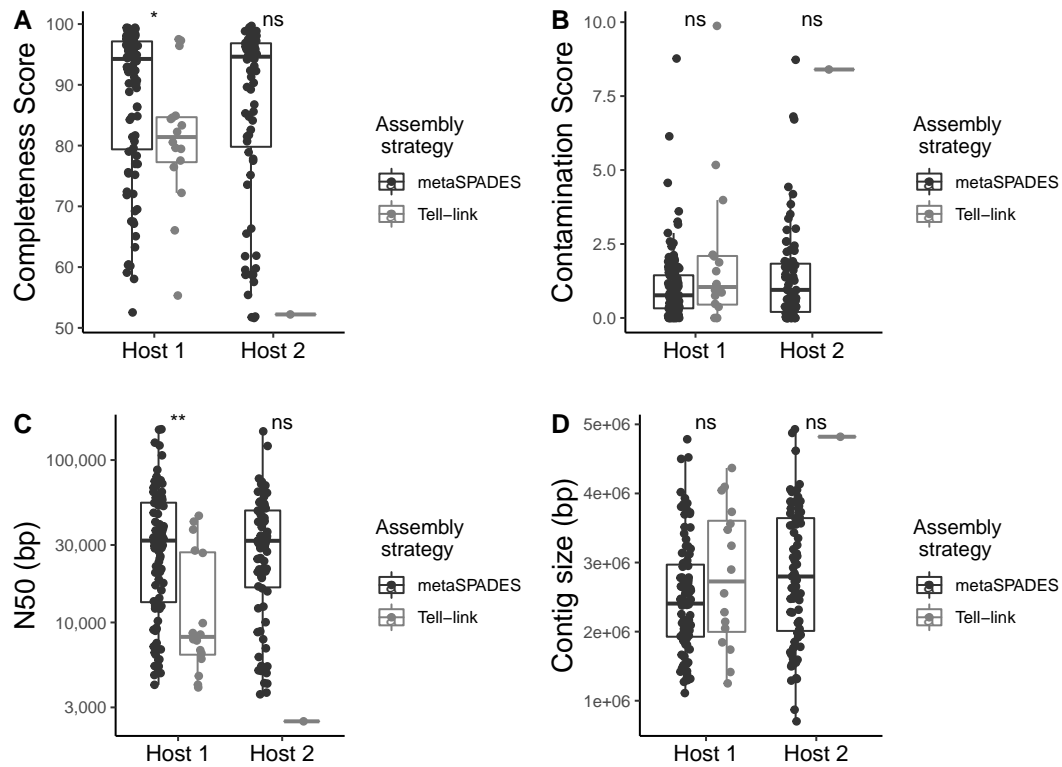 A
Completeness Score
100
90
80
70
60
50
*
ns
Host 1
Host 2
Assembly
strategy
metaSPADES
Tell−link
B
Contamination Score
10.0
7.5
5.0
2.5
0.0
ns
ns
Host 1
Host 2
Assembly
strategy
metaSPADES
Tell−link
C
N50 (bp)
100,000
30,000
10,000
3,000
**
ns
Host 1
Host 2
Assembly
strategy
metaSPADES
Tell−link
D
Contig size (bp)
5e+06
4e+06
3e+06
2e+06
1e+06
ns
ns
Host 1
Host 2
Assembly
strategy
metaSPADES
Tell−link